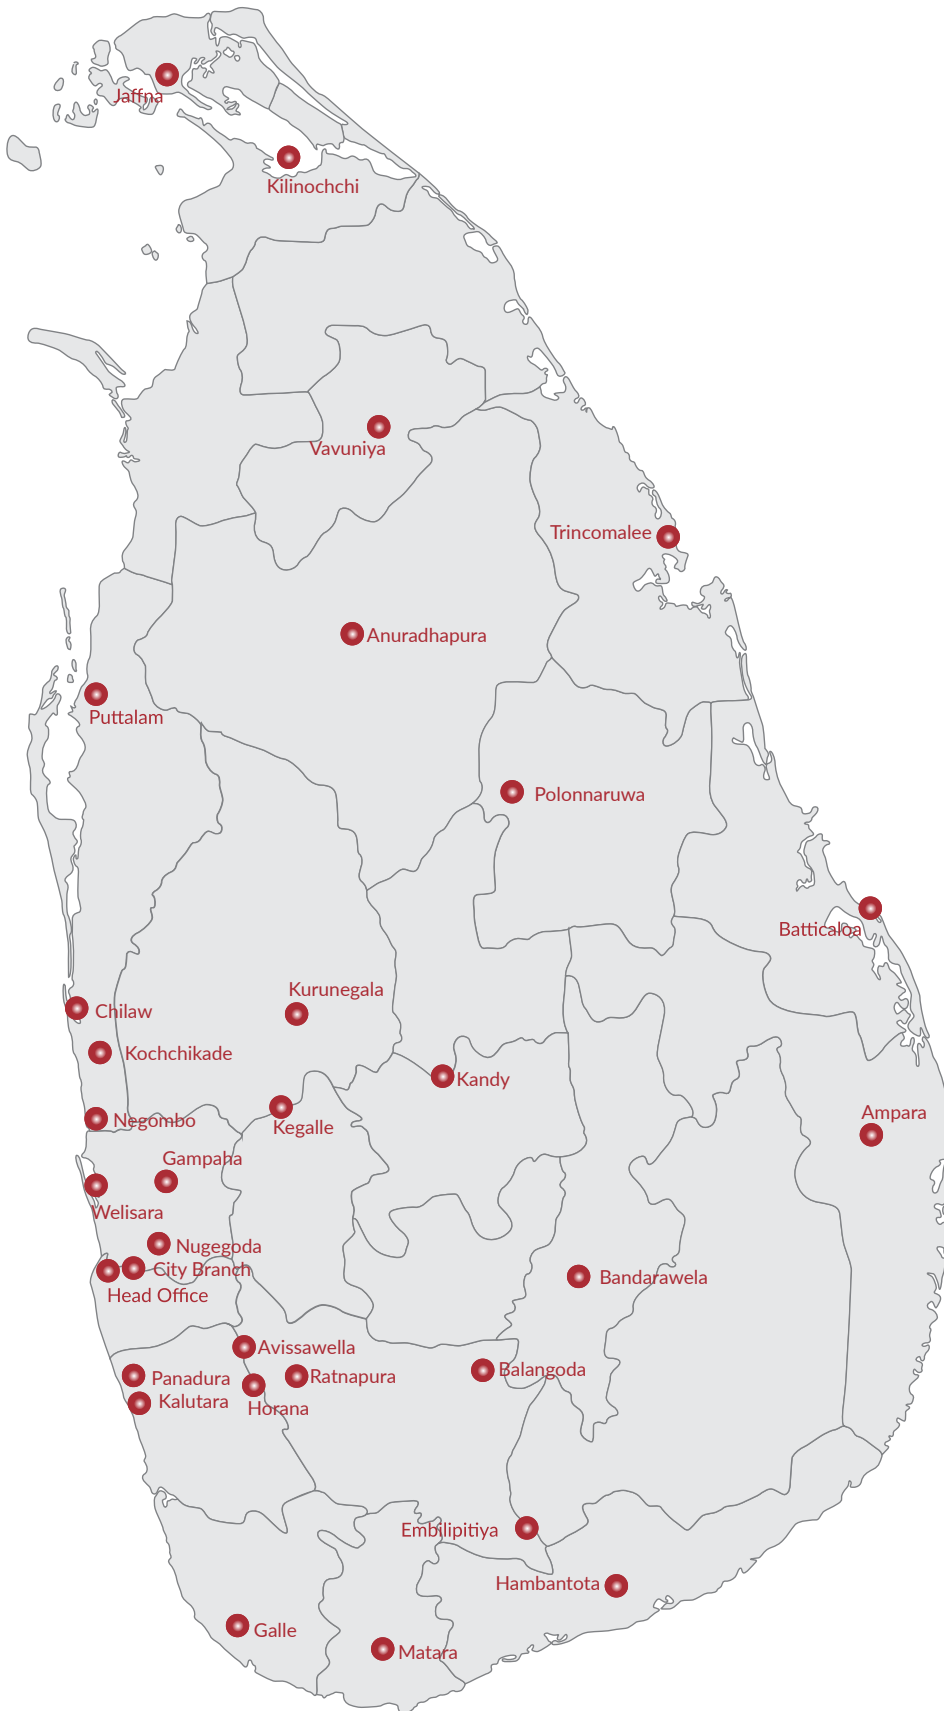 Jaffna
Kilinochchi
Vavuniya
Trincomalee
Anuradhapura
Puttalam
Polonnaruwa
Batticaloa
Kurunegala
Chilaw
Kochchikade
Kandy
Ampara
Negombo
Kegalle
Gampaha
Welisara
Nugegoda
City Branch
Bandarawela
Head Office
Avissawella
Balangoda
Ratnapura
Panadura
Kalutara
Horana
Embilipitiya
Hambantota
Galle
Matara